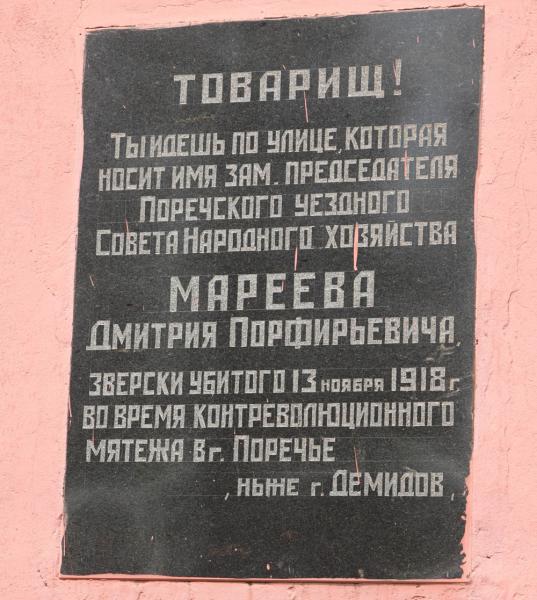 ТОВАРИЩ!
ТЫ ИДЕШЬ ПО УЛИЦЕ, КОТОРАЯ
НОСИТ ИМЯ ЗАМ. ПРЕДСЕДАТЕЛЯ
ПОРЕЧСКОГО УЕЗДНОГО
СОВЕТА НАРОДНОГО ХОЗЯЙСТВА
МАРЕЕВА
ДМИТРИЯ ПОРФИРЬЕВИЧА,
ЗВЕРСКИ УБИТОГО 13 НОЯБРЯ 1918 г.
ВО ВРЕМЯ КОНТРЕВОЛЮЦИОННОГО
МЯТЕЖА В г. ПОРЕЧЬЕ
, НЫНЕ г. ДЕМИДОВ,